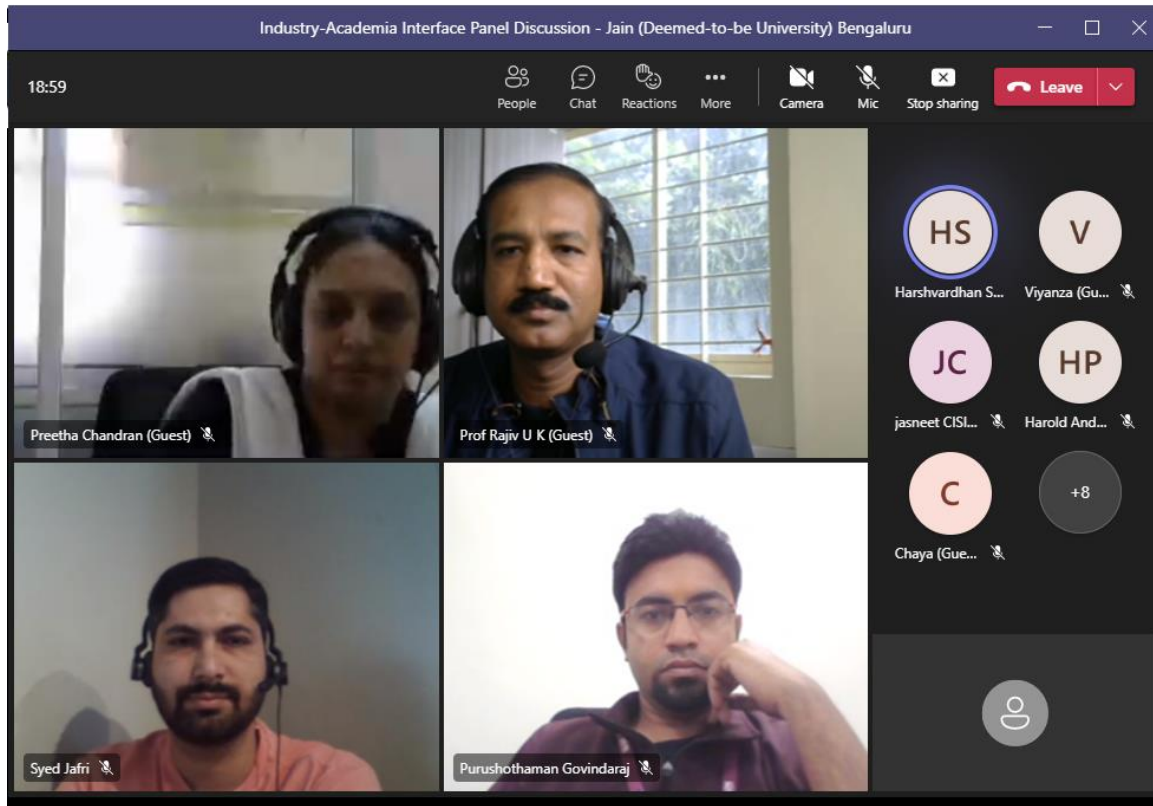 Industry-Academia Interface Panel Discussion - Jain (Deemed-to-be University) Bengaluru
18:59
People
Chat
Reactions
More
Camera
Mic
Stop sharing
Leave
Preetha Chandran (Guest)
Prof Rajiv U K (Guest)
HS
Harshvardhan S...
V
Viyanza (Gu...
JC
jasneet CISI...
HP
Harold And...
C
Chaya (Gue...
+8
Syed Jafri
Purushothaman Govindaraj